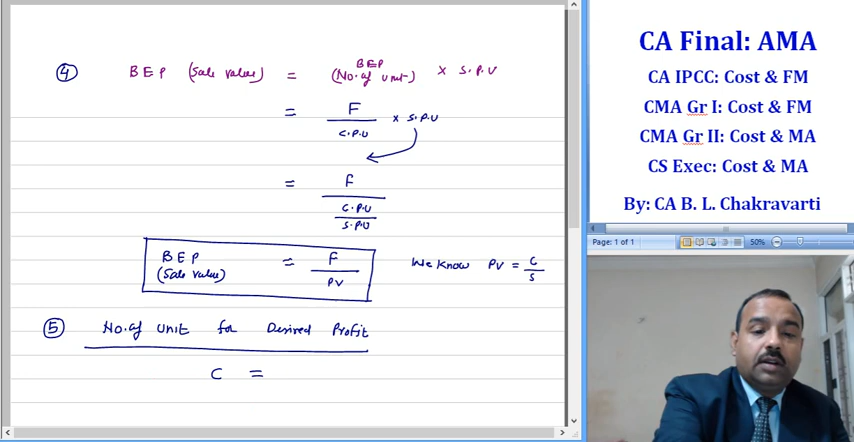 ④ BEP (Sale value) = BEP (No. of unit) x S.P.U
= F / C.P.U x S.P.U
= F / C.P.U / S.P.U
BEP (Sale value) = F / PV We know PV = C / S
⑤ No. of unit for Desired Profit
C =
CA Final: AMA
CA IPCC: Cost & FM
CMA Gr I: Cost & FM
CMA Gr II: Cost & MA
CS Exec: Cost & MA
By: CA B. L. Chakravarti
Page: 1 of 1
50%